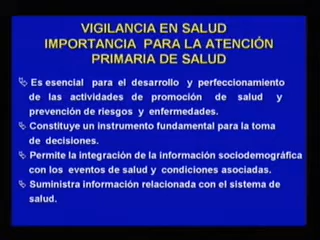 VIGILANCIA EN SALUD
IMPORTANCIA PARA LA ATENCIÓN
PRIMARIA DE SALUD
Es esencial para el desarrollo y perfeccionamiento
de las actividades de promoción de salud y
prevención de riesgos y enfermedades.
Constituye un instrumento fundamental para la toma
de decisiones.
Permite la integración de la información sociodemográfica
con los eventos de salud y condiciones asociadas.
Suministra información relacionada con el sistema de
salud.